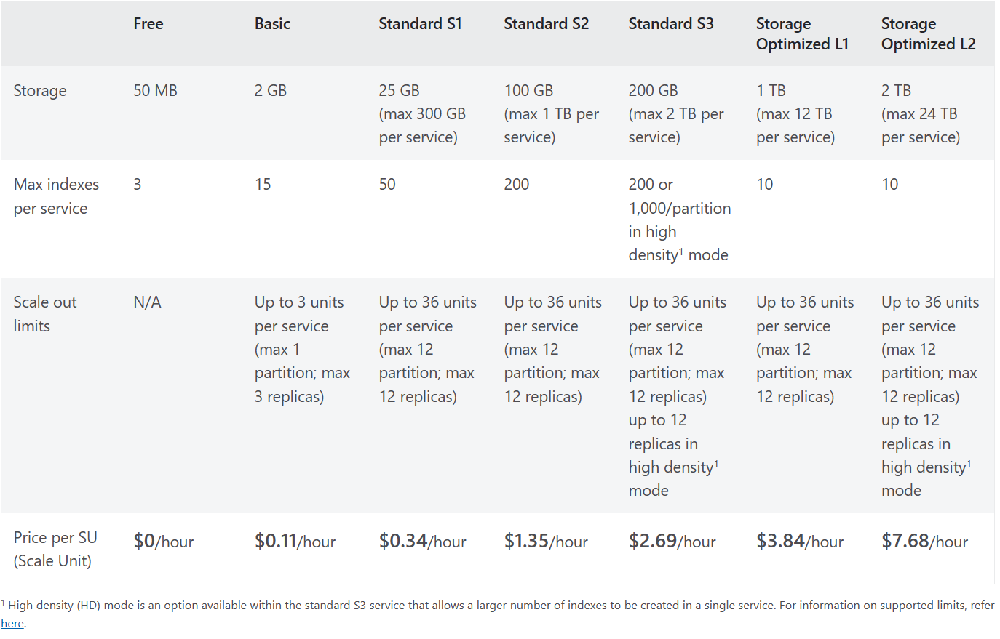 Free Basic Standard S1 Standard S2 Standard S3 Storage Optimized L1 Storage Optimized L2
Storage
50 MB
2 GB
25 GB
(max 300 GB
per service)
100 GB
(max 1 TB per
service)
200 GB
(max 2 TB per
service)
1 TB
(max 12 TB
per service)
2 TB
(max 24 TB
per service)
Max indexes
per service
3
15
50
200
200 or
1,000/partition
in high
density¹ mode
10
10
Scale out
limits
N/A
Up to 3 units
per service
(max 1
partition; max
3 replicas)
Up to 36 units
per service
(max 12
partition; max
12 replicas)
Up to 36 units
per service
(max 12
partition; max
12 replicas)
Up to 36 units
per service
(max 12
partition; max
12 replicas)
up to 12
replicas in
high density¹
mode
Up to 36 units
per service
(max 12
partition; max
12 replicas)
Up to 36 units
per service
(max 12
partition; max
12 replicas)
up to 12
replicas in
high density¹
mode
Price per SU
(Scale Unit)
$0/hour
$0.11/hour
$0.34/hour
$1.35/hour
$2.69/hour
$3.84/hour
$7.68/hour
¹ High density (HD) mode is an option available within the standard S3 service that allows a larger number of indexes to be created in a single service. For information on supported limits, refer
here.